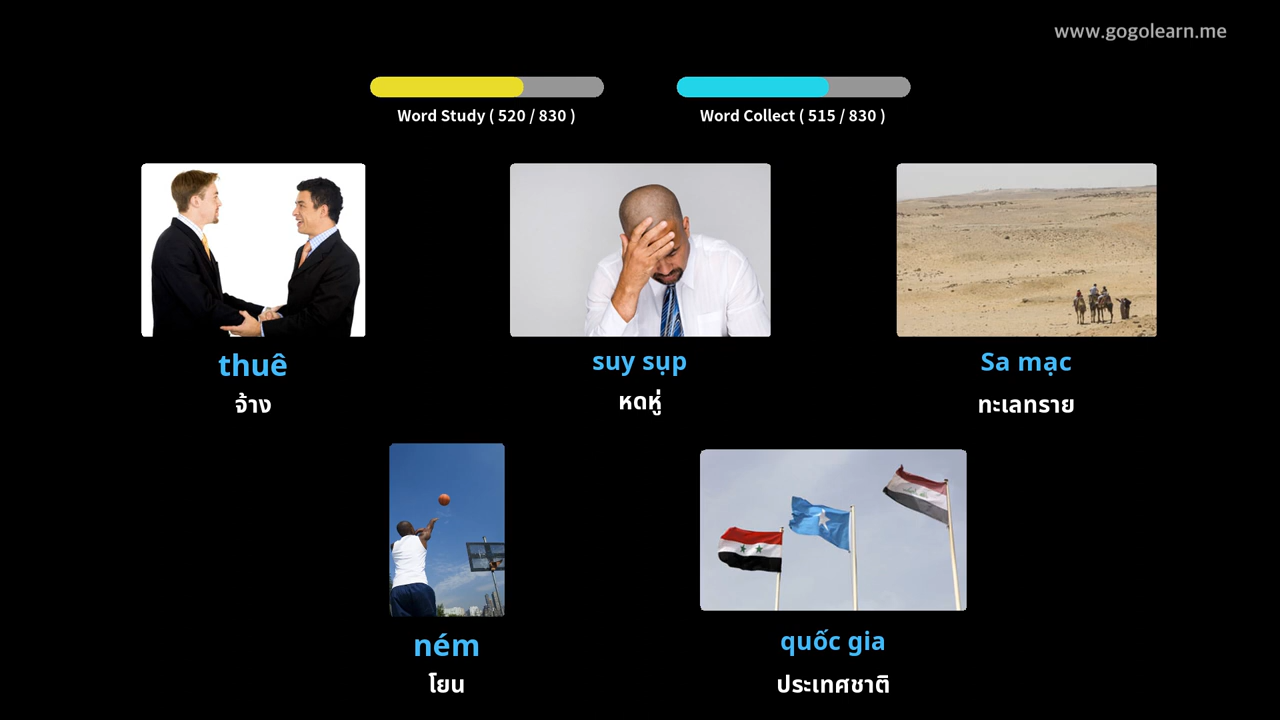 www.gogolearn.me
Word Study ( 520 / 830 )
Word Collect ( 515 / 830 )
thuê
จ้าง
suy sụp
หดหู่
Sa mạc
ทะเลทราย
ném
โยน
quốc gia
ประเทศชาติ